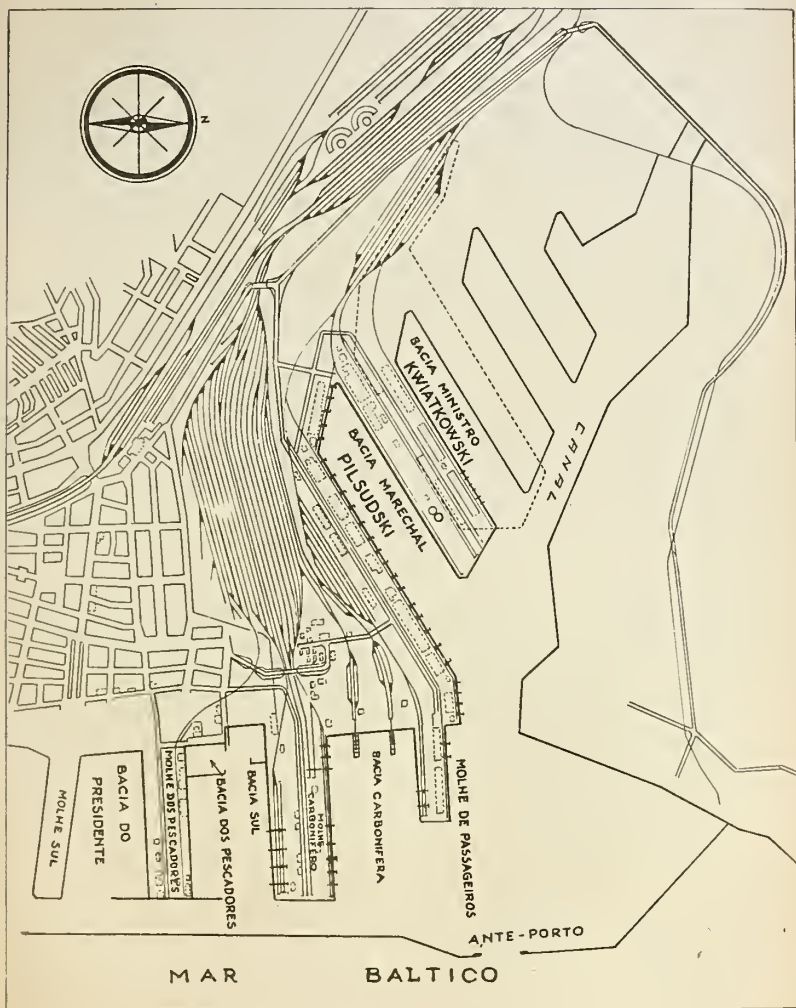 N
BACIA MINISTRO
KWIATKOWSKI
BACIA MARECHAL
PILSUDSKI
CANAL
MOLHE SUL
BACIA DO
PRESIDENTE
MOLHE DOS PESCADORES
BACIA DOS PESCADORES
BACIA SUL
MOLHE
CARBONIFERO
BACIA CARBONIFERA
MOLHE DE PASSAGEIROS
ANTE-PORTO
MAR BALTICO